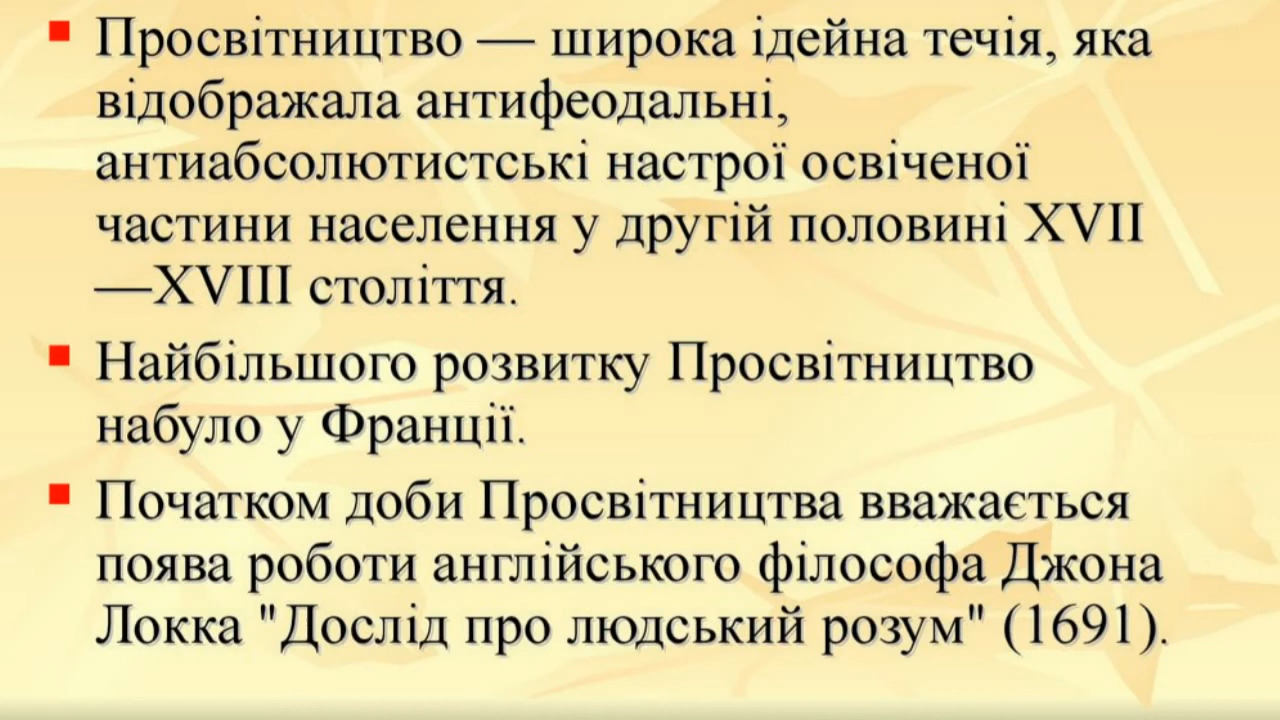 Просвітництво — широка ідейна течія, яка
відображала антифеодальні,
антиабсолютистські настрої освіченої
частини населення у другій половині XVII
—XVIII століття.
Найбільшого розвитку Просвітництво
набуло у Франції.
Початком доби Просвітництва вважається
поява роботи англійського філософа Джона
Локка "Дослід про людський розум" (1691).